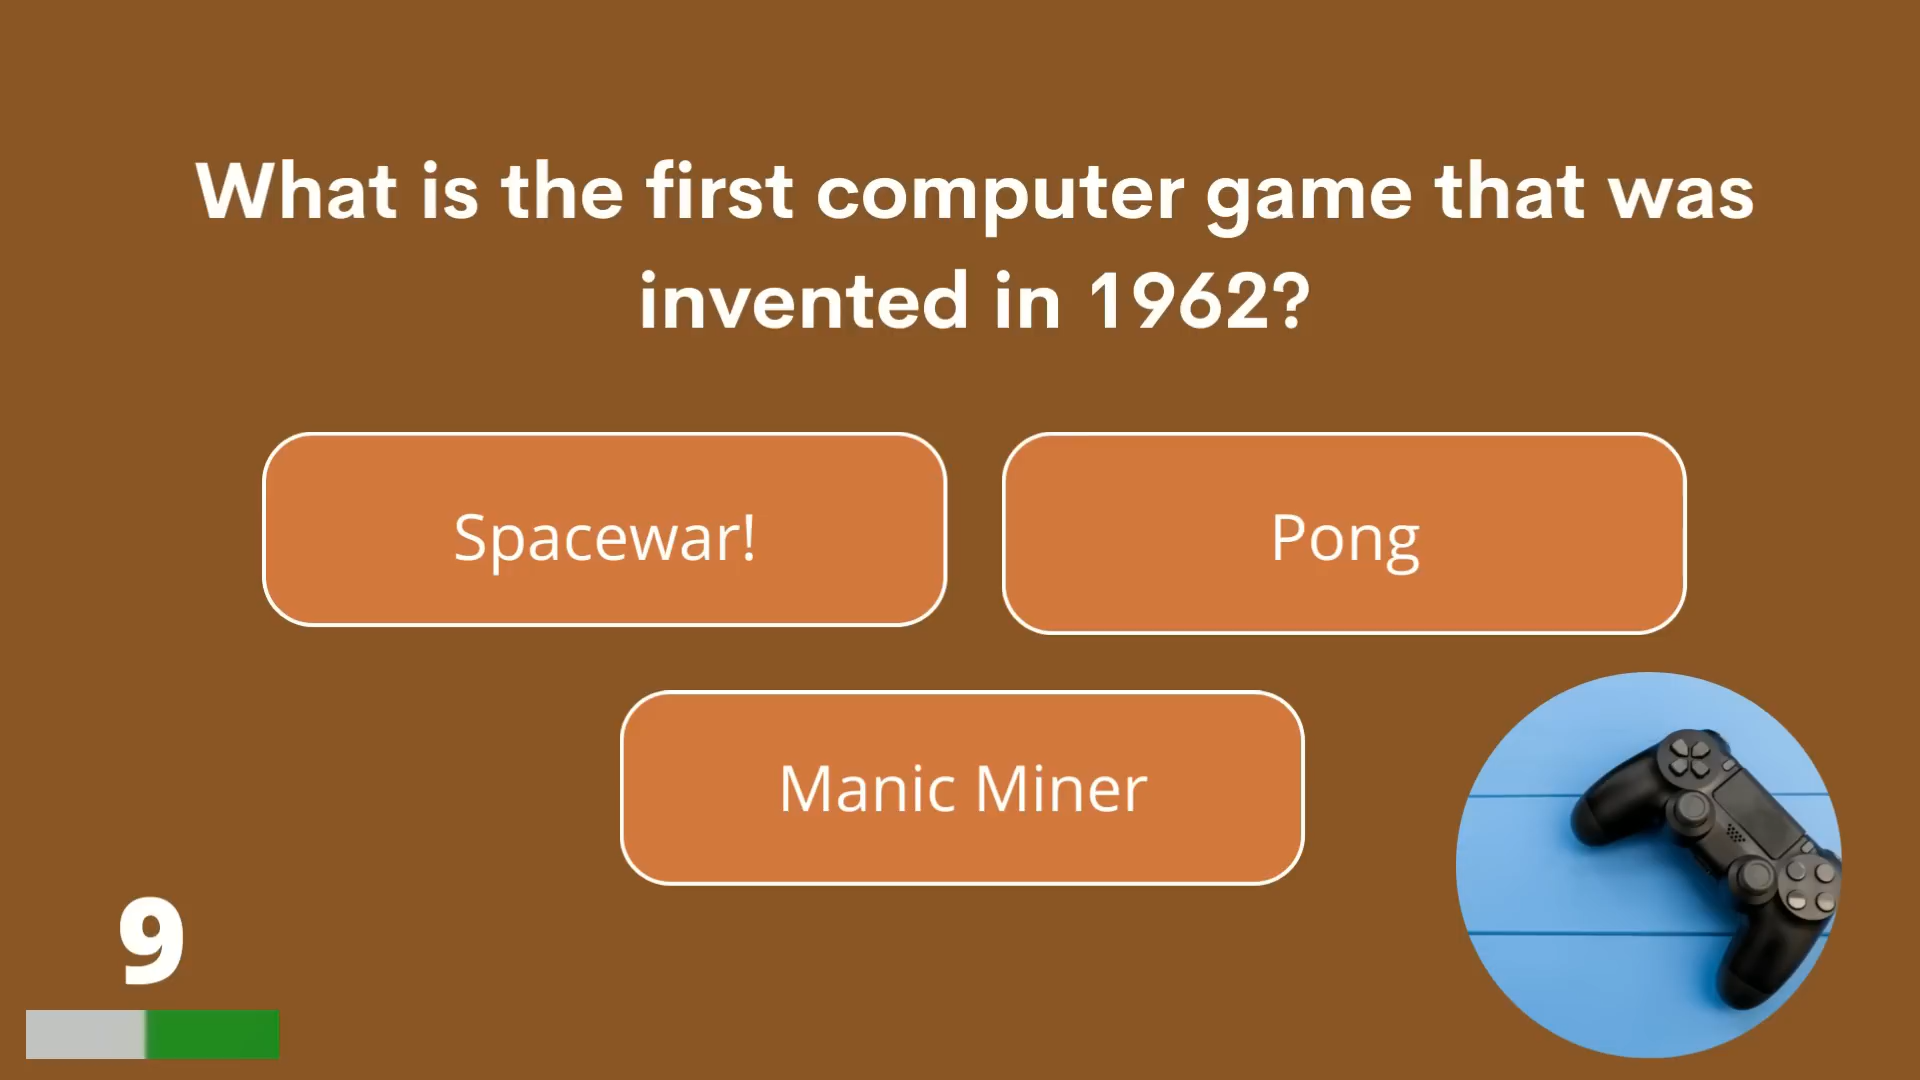 What is the first computer game that was
invented in 1962?
Spacewar!
Pong
Manic Miner
9